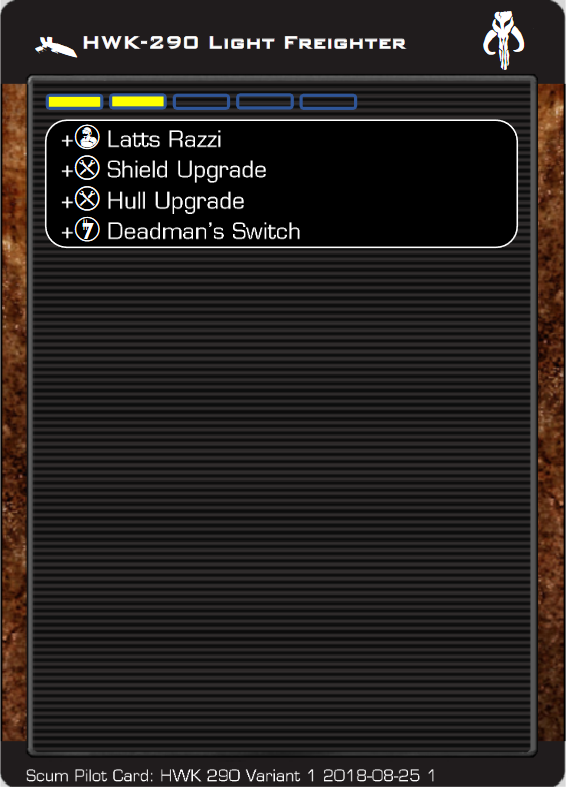 HWK-290 Light Freighter
+ Latts Razzi
+ Shield Upgrade
+ Hull Upgrade
+ Deadman's Switch
Scum Pilot Card: HWK 290 Variant 1 2018-08-25 1